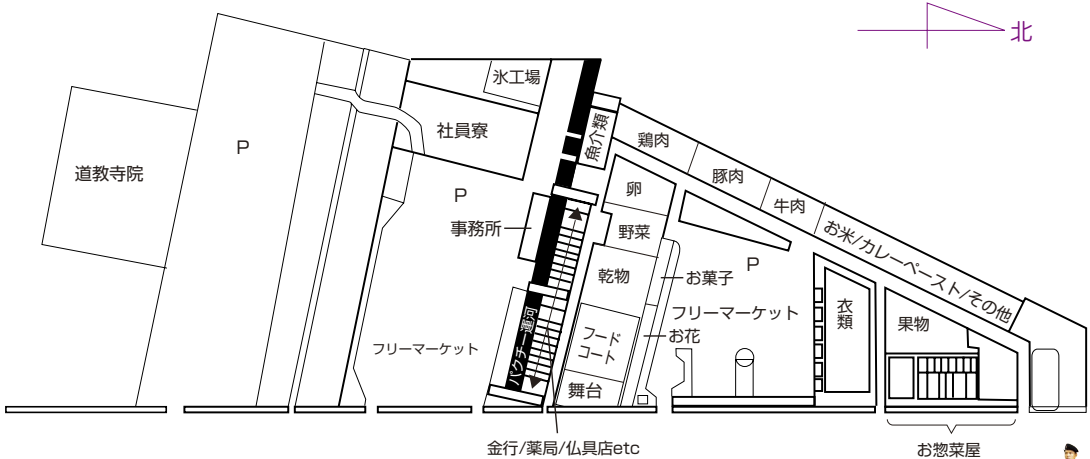 北
氷工場
社員寮
魚介類
鶏肉
豚肉
牛肉
お米/カレーペースト/その他
道教寺院
P
P
卵
事務所
野菜
乾物
お菓子
P
衣類
果物
フリーマーケット
お花
フード
コート
バクチー運河
フリーマーケット
舞台
金行/薬局/仏具店etc
お惣菜屋